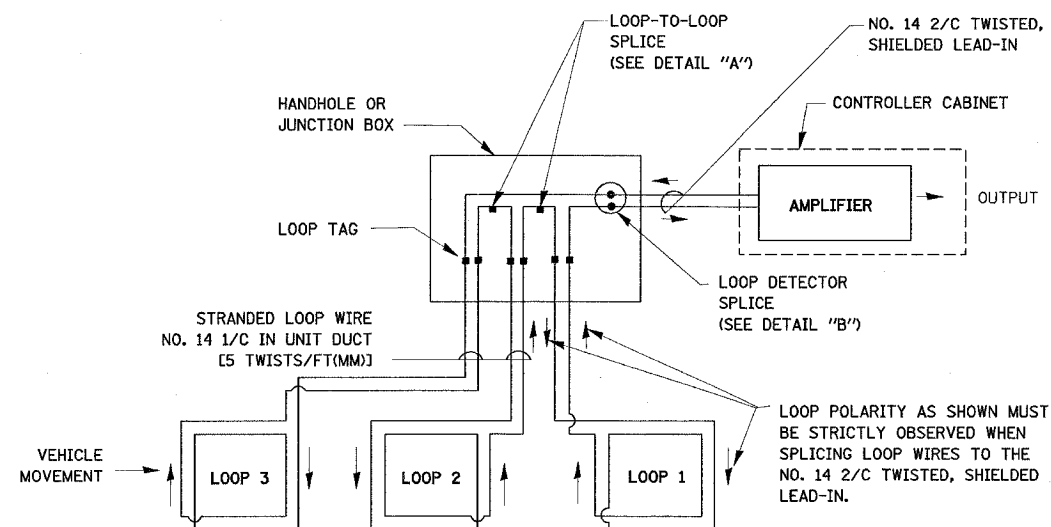 LOOP-TO-LOOP
SPLICE
(SEE DETAIL "A")
NO. 14 2/C TWISTED,
SHIELDED LEAD-IN
HANDHOLE OR
JUNCTION BOX
CONTROLLER CABINET
AMPLIFIER
OUTPUT
LOOP TAG
LOOP DETECTOR
SPLICE
(SEE DETAIL "B")
STRANDED LOOP WIRE
NO. 14 1/C IN UNIT DUCT
[5 TWISTS/FT(MM)]
LOOP POLARITY AS SHOWN MUST
BE STRICTLY OBSERVED WHEN
SPLICING LOOP WIRES TO THE
NO. 14 2/C TWISTED, SHIELDED
LEAD-IN.
VEHICLE
MOVEMENT
LOOP 3
LOOP 2
LOOP 1